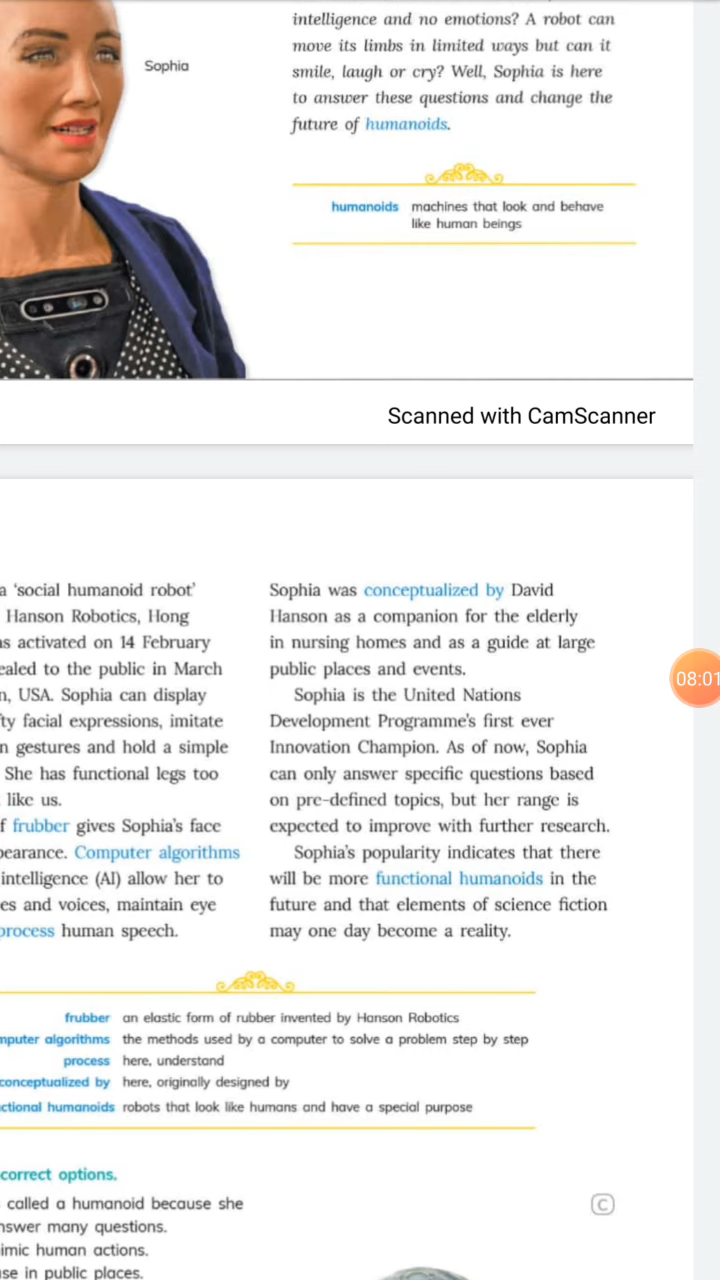 intelligence and no emotions? A robot can
move its limbs in limited ways but can it
Sophia
smile, laugh or cry? Well, Sophia is here
to answer these questions and change the
future of humanoids.
humanoids machines that look and behave
like human beings
Scanned with CamScanner
a 'social humanoid robot'
Hanson Robotics, Hong
activated on 14 February
to the public in March
USA. Sophia can display
facial expressions, imitate
gestures and hold a simple
She has functional legs too
like us.
frubber gives Sophia's face
Computer algorithms
intelligence (AI) allow her to
and voices, maintain eye
process human speech.
Sophia was conceptualized by David
Hanson as a companion for the elderly
in nursing homes and as a guide at large
public places and events.
Sophia is the United Nations
Development Programme's first ever
Innovation Champion. As of now, Sophia
can only answer specific questions based
on pre-defined topics, but her range is
expected to improve with further research.
Sophia's popularity indicates that there
will be more functional humanoids in the
future and that elements of science fiction
may one day become a reality.
08:01
frubber an elastic form of rubber invented by Hanson Robotics
algorithms the methods used by a computer to solve a problem step by step
process here, understand
conceptualized by here, originally designed by
humanoids robots that look like humans and have a special purpose
correct options.
called a humanoid because she
many questions.
human actions.
in public places.
C